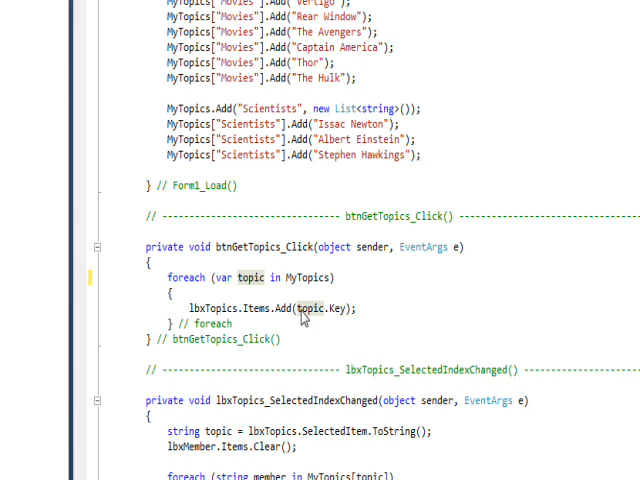 MyTopics["Movies"].Add("Vertigo");
MyTopics["Movies"].Add("Rear Window");
MyTopics["Movies"].Add("The Avengers");
MyTopics["Movies"].Add("Captain America");
MyTopics["Movies"].Add("Thor");
MyTopics["Movies"].Add("The Hulk");
MyTopics.Add("Scientists", new List<string>());
MyTopics["Scientists"].Add("Issac Newton");
MyTopics["Scientists"].Add("Albert Einstein");
MyTopics["Scientists"].Add("Stephen Hawkings");
} // Form1_Load()
// -------------------------------- btnGetTopics_Click() --------------------------------
private void btnGetTopics_Click(object sender, EventArgs e)
{
foreach (var topic in MyTopics)
{
lbxTopics.Items.Add(topic.Key);
} // foreach
} // btnGetTopics_Click()
// -------------------------------- lbxTopics_SelectedIndexChanged() --------------------
private void lbxTopics_SelectedIndexChanged(object sender, EventArgs e)
{
string topic = lbxTopics.SelectedItem.ToString();
lbxMember.Items.Clear();
foreach (string member in MyTopics[topic])